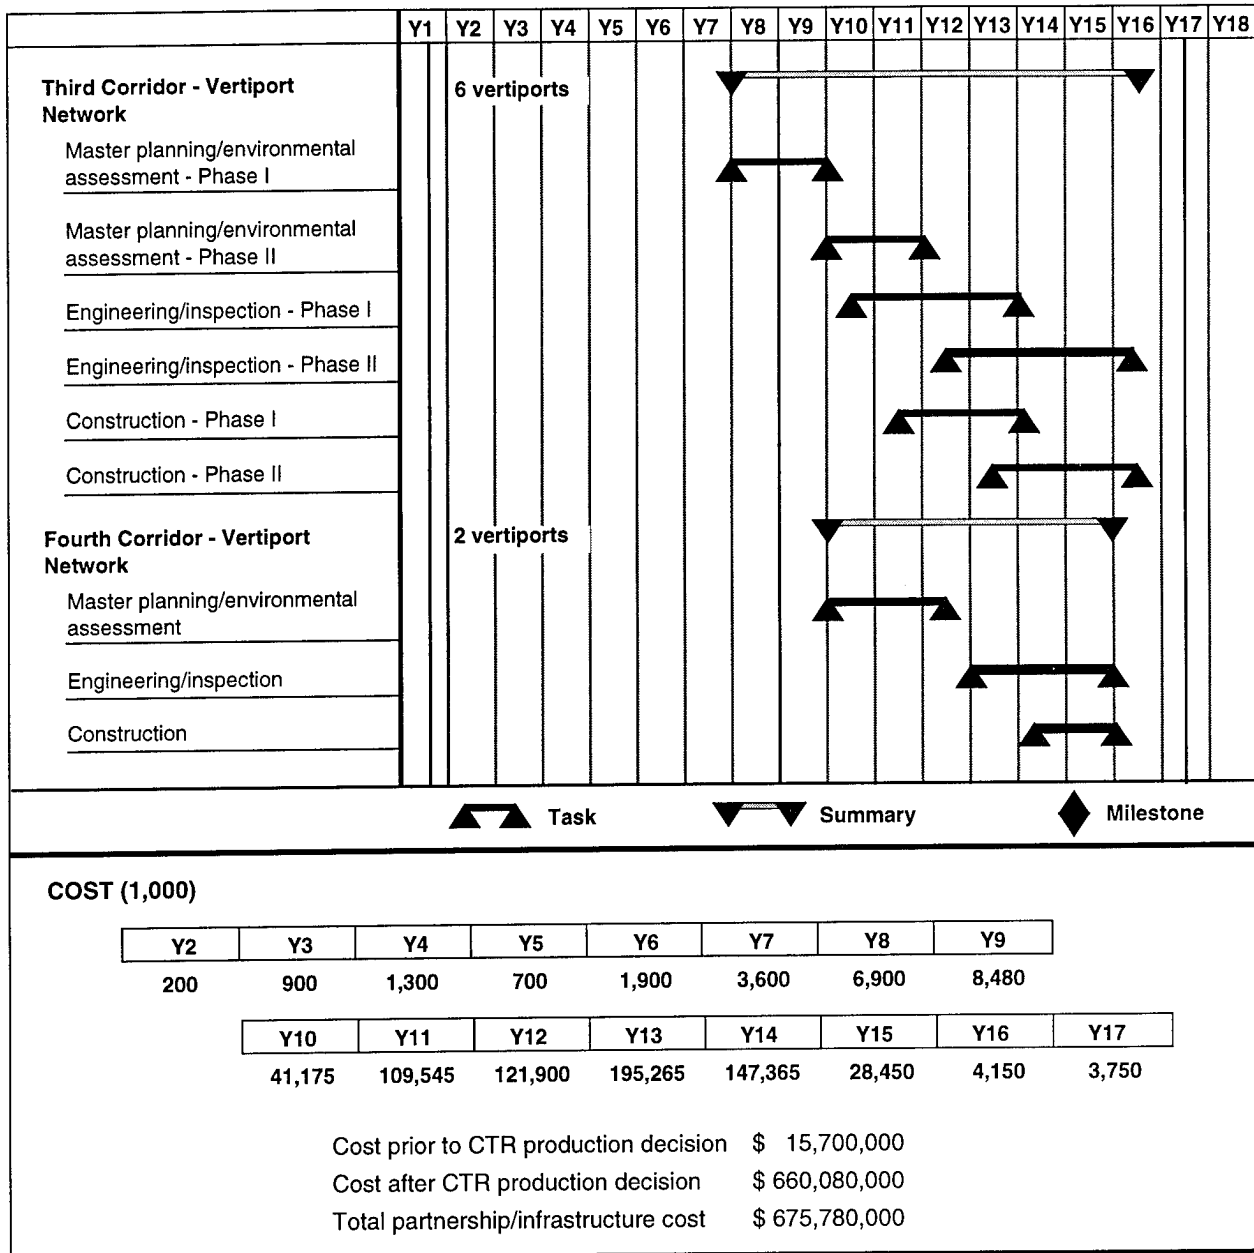 Y1 Y2 Y3 Y4 Y5 Y6 Y7 Y8 Y9 Y10 Y11 Y12 Y13 Y14 Y15 Y16 Y17 Y18
Third Corridor - Vertiport
Network
6 vertiports
Master planning/environmental
assessment - Phase I
Master planning/environmental
assessment - Phase II
Engineering/inspection - Phase I
Engineering/inspection - Phase II
Construction - Phase I
Construction - Phase II
Fourth Corridor - Vertiport
Network
2 vertiports
Master planning/environmental
assessment
Engineering/inspection
Construction
Task Summary Milestone
COST (1,000)
Y2 Y3 Y4 Y5 Y6 Y7 Y8 Y9
200 900 1,300 700 1,900 3,600 6,900 8,480
Y10 Y11 Y12 Y13 Y14 Y15 Y16 Y17
41,175 109,545 121,900 195,265 147,365 28,450 4,150 3,750
Cost prior to CTR production decision $ 15,700,000
Cost after CTR production decision $ 660,080,000
Total partnership/infrastructure cost $ 675,780,000